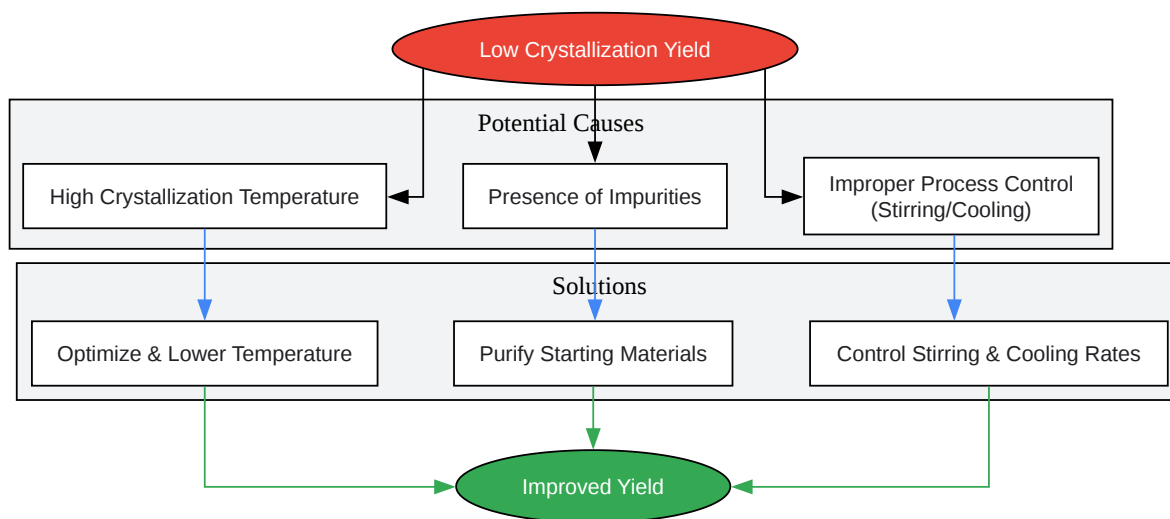 Low Crystallization Yield
Potential Causes
High Crystallization Temperature
Presence of Impurities
Improper Process Control
(Stirring/Cooling)
Solutions
Optimize & Lower Temperature
Purify Starting Materials
Control Stirring & Cooling Rates
Improved Yield